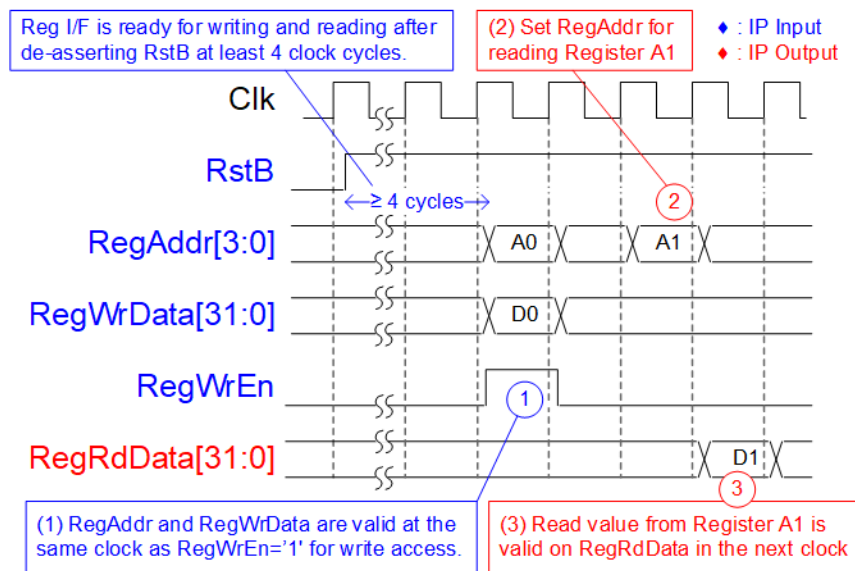 Reg I/F is ready for writing and reading after
de-asserting RstB at least 4 clock cycles.
(2) Set RegAddr for
reading Register A1
♦ : IP Input
♦ : IP Output
Clk
RstB
≥ 4 cycles
2
RegAddr[3:0]
A0
A1
RegWrData[31:0]
D0
RegWrEn
1
RegRdData[31:0]
D1
3
(1) RegAddr and RegWrData are valid at the
same clock as RegWrEn='1' for write access.
(3) Read value from Register A1 is
valid on RegRdData in the next clock